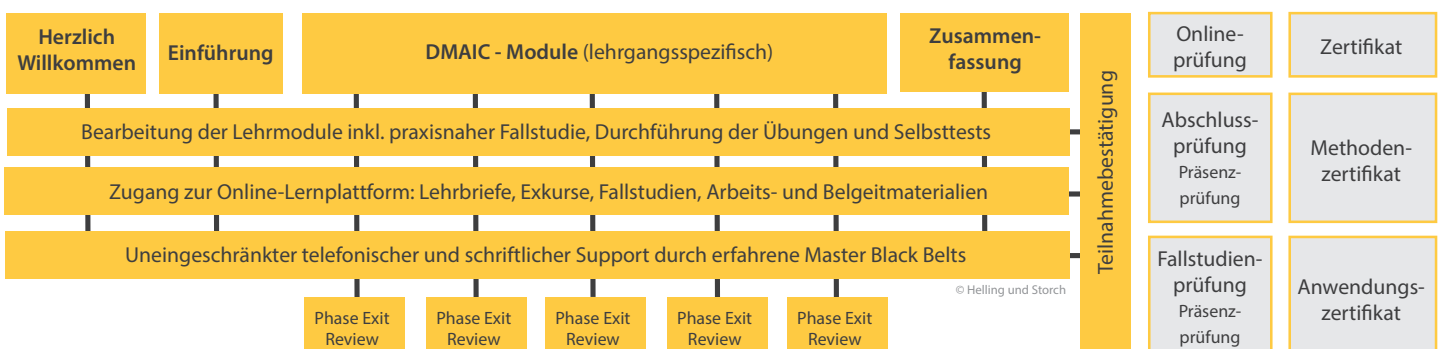 Herzlich
Willkommen
Einführung
DMAIC - Module (lehrgangsspezifisch)
Zusammen-
fassung
Bearbeitung der Lehrmodule inkl. praxisnaher Fallstudie, Durchführung der Übungen und Selbsttests
Zugang zur Online-Lernplattform: Lehrbriefe, Exkurse, Fallstudien, Arbeits- und Belgeitmaterialien
Uneingeschränkter telefonischer und schriftlicher Support durch erfahrene Master Black Belts
© Helling und Storch
Phase Exit
Review
Phase Exit
Review
Phase Exit
Review
Phase Exit
Review
Phase Exit
Review
Teilnahmebestätigung
Online-
prüfung
Zertifikat
Abschluss-
prüfung
Präsenz-
prüfung
Methoden-
zertifikat
Fallstudien-
prüfung
Präsenz-
prüfung
Anwendungs-
zertifikat